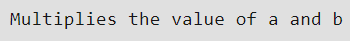 Multiplies the value of a and b